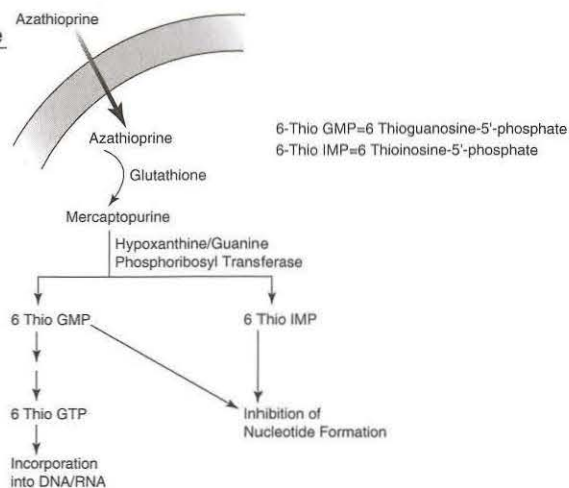 Azathioprine
Azathioprine
6-Thio GMP=6 Thioguanosine-5'-phosphate
6-Thio IMP=6 Thioinosine-5'-phosphate
Glutathione
Mercaptopurine
Hypoxanthine/Guanine
Phosphoribosyl Transferase
6 Thio GMP
6 Thio IMP
6 Thio GTP
Inhibition of
Nucleotide Formation
Incorporation
into DNA/RNA